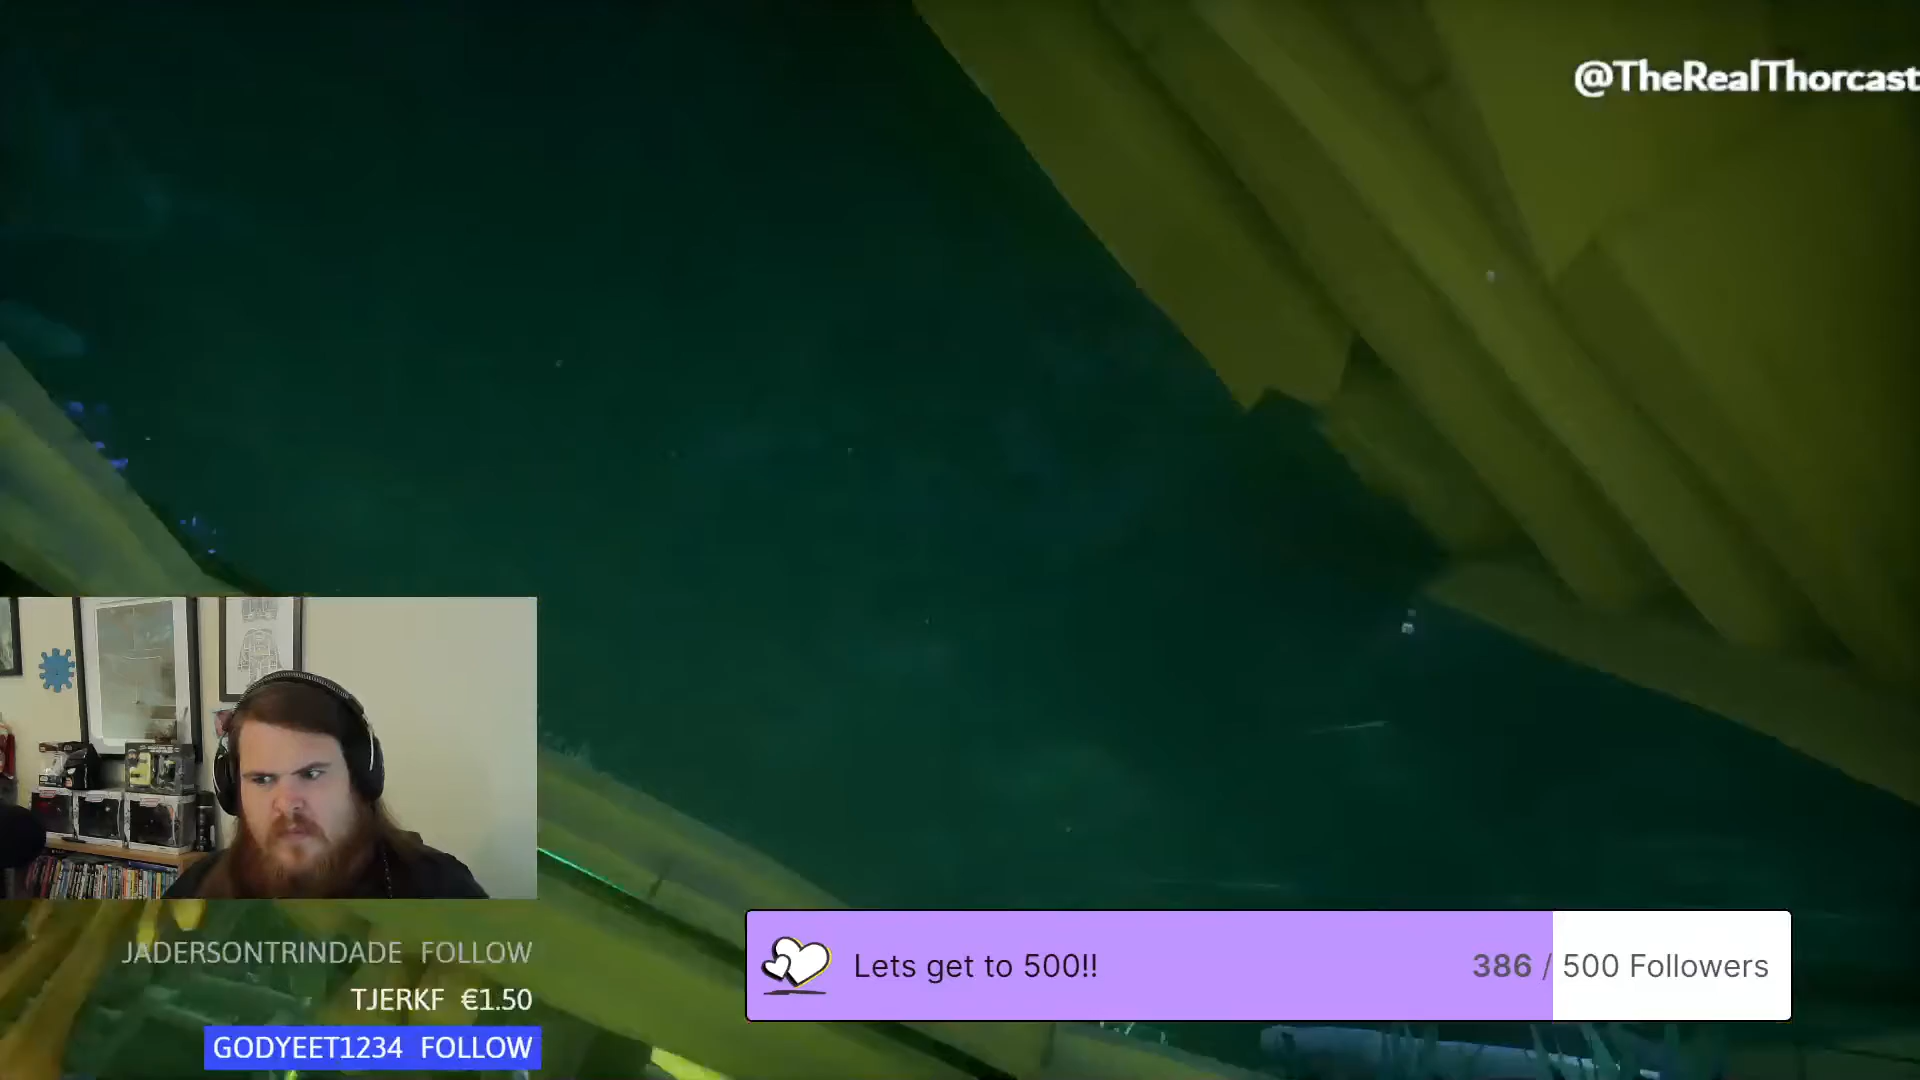 @TheRealThorcast
JADERSONTRINDADE FOLLOW
TJERKF €1.50
GODYEET1234 FOLLOW
Lets get to 500!!
386 / 500 Followers